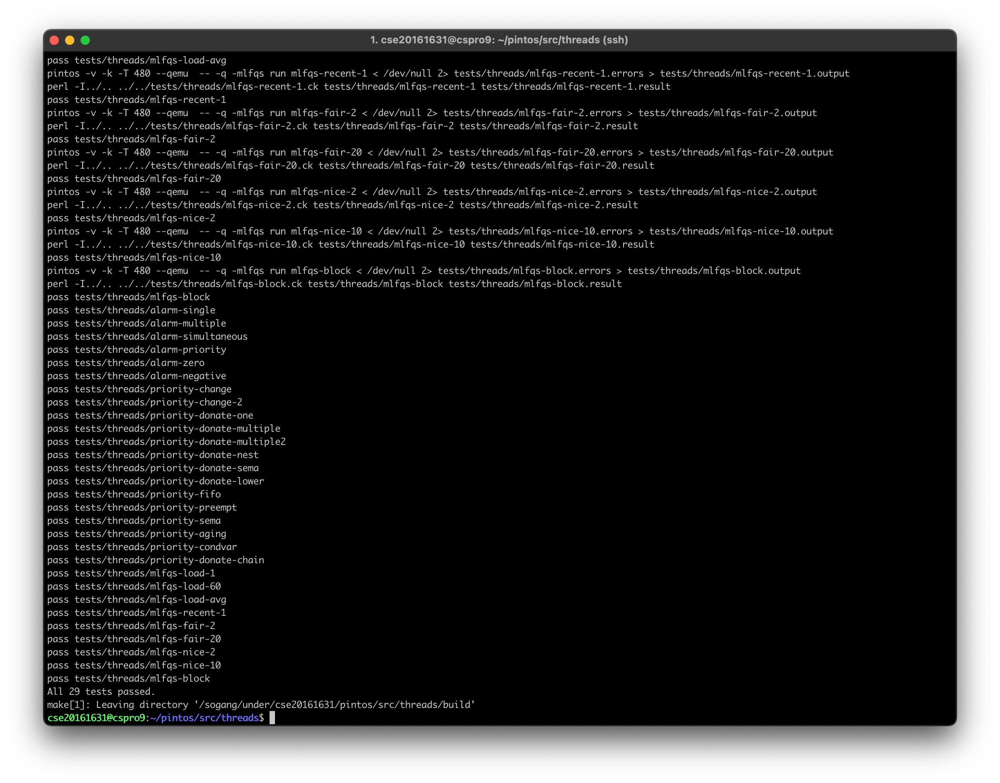 1. cse20161631@cspro9: ~/pintos/src/threads (ssh)
pass tests/threads/mlfqs-load-avg
pintos -v -k -T 480 --qemu  -- -q -mlfqs run mlfqs-recent-1 < /dev/null 2> tests/threads/mlfqs-recent-1.errors > tests/threads/mlfqs-recent-1.output
perl -I../.. ../../tests/threads/mlfqs-recent-1.ck tests/threads/mlfqs-recent-1 tests/threads/mlfqs-recent-1.result
pass tests/threads/mlfqs-recent-1
pintos -v -k -T 480 --qemu  -- -q -mlfqs run mlfqs-fair-2 < /dev/null 2> tests/threads/mlfqs-fair-2.errors > tests/threads/mlfqs-fair-2.output
perl -I../.. ../../tests/threads/mlfqs-fair-2.ck tests/threads/mlfqs-fair-2 tests/threads/mlfqs-fair-2.result
pass tests/threads/mlfqs-fair-2
pintos -v -k -T 480 --qemu  -- -q -mlfqs run mlfqs-fair-20 < /dev/null 2> tests/threads/mlfqs-fair-20.errors > tests/threads/mlfqs-fair-20.output
perl -I../.. ../../tests/threads/mlfqs-fair-20.ck tests/threads/mlfqs-fair-20 tests/threads/mlfqs-fair-20.result
pass tests/threads/mlfqs-fair-20
pintos -v -k -T 480 --qemu  -- -q -mlfqs run mlfqs-nice-2 < /dev/null 2> tests/threads/mlfqs-nice-2.errors > tests/threads/mlfqs-nice-2.output
perl -I../.. ../../tests/threads/mlfqs-nice-2.ck tests/threads/mlfqs-nice-2 tests/threads/mlfqs-nice-2.result
pass tests/threads/mlfqs-nice-2
pintos -v -k -T 480 --qemu  -- -q -mlfqs run mlfqs-nice-10 < /dev/null 2> tests/threads/mlfqs-nice-10.errors > tests/threads/mlfqs-nice-10.output
perl -I../.. ../../tests/threads/mlfqs-nice-10.ck tests/threads/mlfqs-nice-10 tests/threads/mlfqs-nice-10.result
pass tests/threads/mlfqs-nice-10
pintos -v -k -T 480 --qemu  -- -q -mlfqs run mlfqs-block < /dev/null 2> tests/threads/mlfqs-block.errors > tests/threads/mlfqs-block.output
perl -I../.. ../../tests/threads/mlfqs-block.ck tests/threads/mlfqs-block tests/threads/mlfqs-block.result
pass tests/threads/mlfqs-block
pass tests/threads/alarm-single
pass tests/threads/alarm-multiple
pass tests/threads/alarm-simultaneous
pass tests/threads/alarm-priority
pass tests/threads/alarm-zero
pass tests/threads/alarm-negative
pass tests/threads/priority-change
pass tests/threads/priority-change-2
pass tests/threads/priority-donate-one
pass tests/threads/priority-donate-multiple
pass tests/threads/priority-donate-multiple2
pass tests/threads/priority-donate-nest
pass tests/threads/priority-donate-sema
pass tests/threads/priority-donate-lower
pass tests/threads/priority-fifo
pass tests/threads/priority-preempt
pass tests/threads/priority-sema
pass tests/threads/priority-aging
pass tests/threads/priority-condvar
pass tests/threads/priority-donate-chain
pass tests/threads/mlfqs-load-1
pass tests/threads/mlfqs-load-60
pass tests/threads/mlfqs-load-avg
pass tests/threads/mlfqs-recent-1
pass tests/threads/mlfqs-fair-2
pass tests/threads/mlfqs-fair-20
pass tests/threads/mlfqs-nice-2
pass tests/threads/mlfqs-nice-10
pass tests/threads/mlfqs-block
All 29 tests passed.
make[1]: Leaving directory '/sogang/under/cse20161631/pintos/src/threads/build'
cse20161631@cspro9:~/pintos/src/threads$